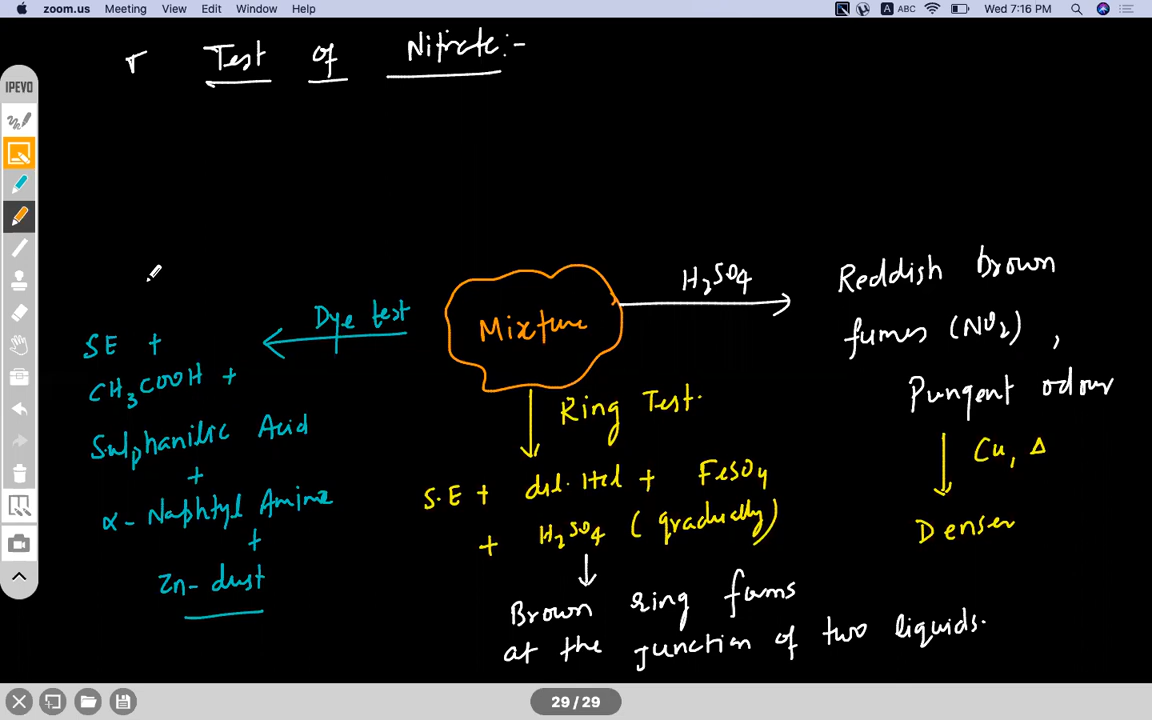 zoom.us Meeting View Edit Window Help
A ABC Wed 7:16 PM
Test of Nitrate:-
IPEVO
Mixture
H2SO4
Reddish brown
fumes (NO2) ,
Pungent odour
Cu, Δ
Denser
Dye test
SE +
CH3COOH +
Sulphanilic Acid
+
α-Naphtyl Amine
+
Zn-dust
Ring Test.
S.E + dil. Hcl + FeSO4
+ H2SO4 (gradually)
Brown ring forms
at the junction of two liquids.
29 / 29